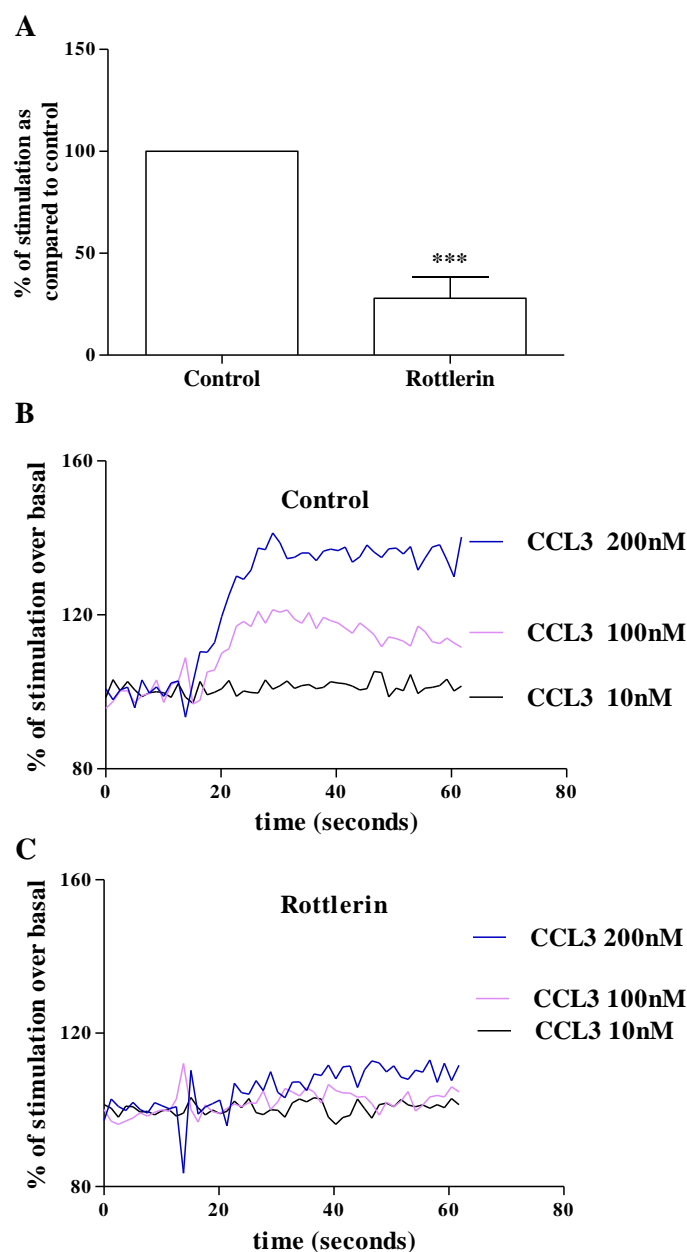 A
150
100
50
0
% of stimulation as
compared to control
***
Control
Rottlerin
B
160
120
80
% of stimulation over basal
Control
CCL3 200nM
CCL3 100nM
CCL3 10nM
0
20
40
60
80
time (seconds)
C
160
120
80
% of stimulation over basal
Rottlerin
CCL3 200nM
CCL3 100nM
CCL3 10nM
0
20
40
60
80
time (seconds)